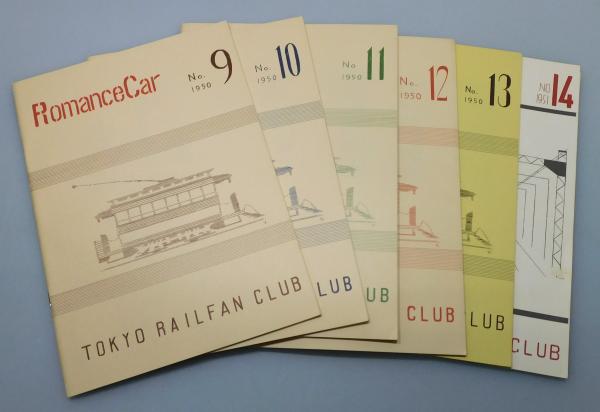 RomanceCar
No. 9
1950
TOKYO RAILFAN CLUB
No. 10
1950
CLUB
No. 11
1950
CLUB
No. 12
1950
CLUB
No. 13
1950
CLUB
NO 14
1951
CLUB